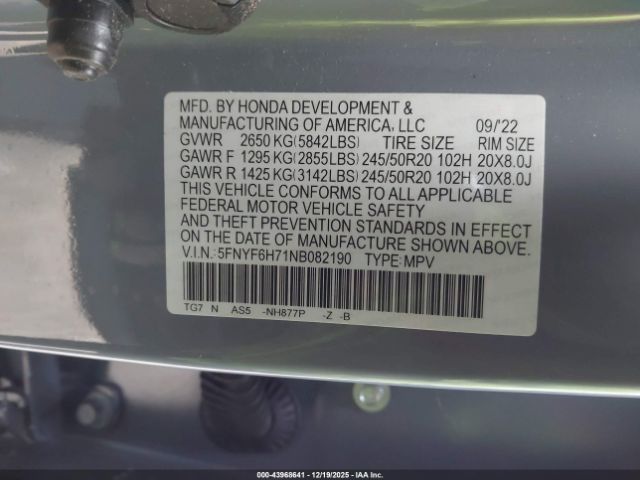 MFD. BY HONDA DEVELOPMENT &
MANUFACTURING OF AMERICA, LLC 09/'22
GVWR 2650 KG(5842LBS) TIRE SIZE RIM SIZE
GAWR F 1295 KG(2855LBS) 245/50R20 102H 20X8.0J
GAWR R 1425 KG(3142LBS) 245/50R20 102H 20X8.0J
THIS VEHICLE CONFORMS TO ALL APPLICABLE
FEDERAL MOTOR VEHICLE SAFETY
AND THEFT PREVENTION STANDARDS IN EFFECT
ON THE DATE OF MANUFACTURE SHOWN ABOVE.
V.I.N.: 5FNYF6H71NB082190 TYPE: MPV
TG7 N AS5 -NH877P -Z -B
000-43968641 - 12/19/2025 - IAA, Inc.